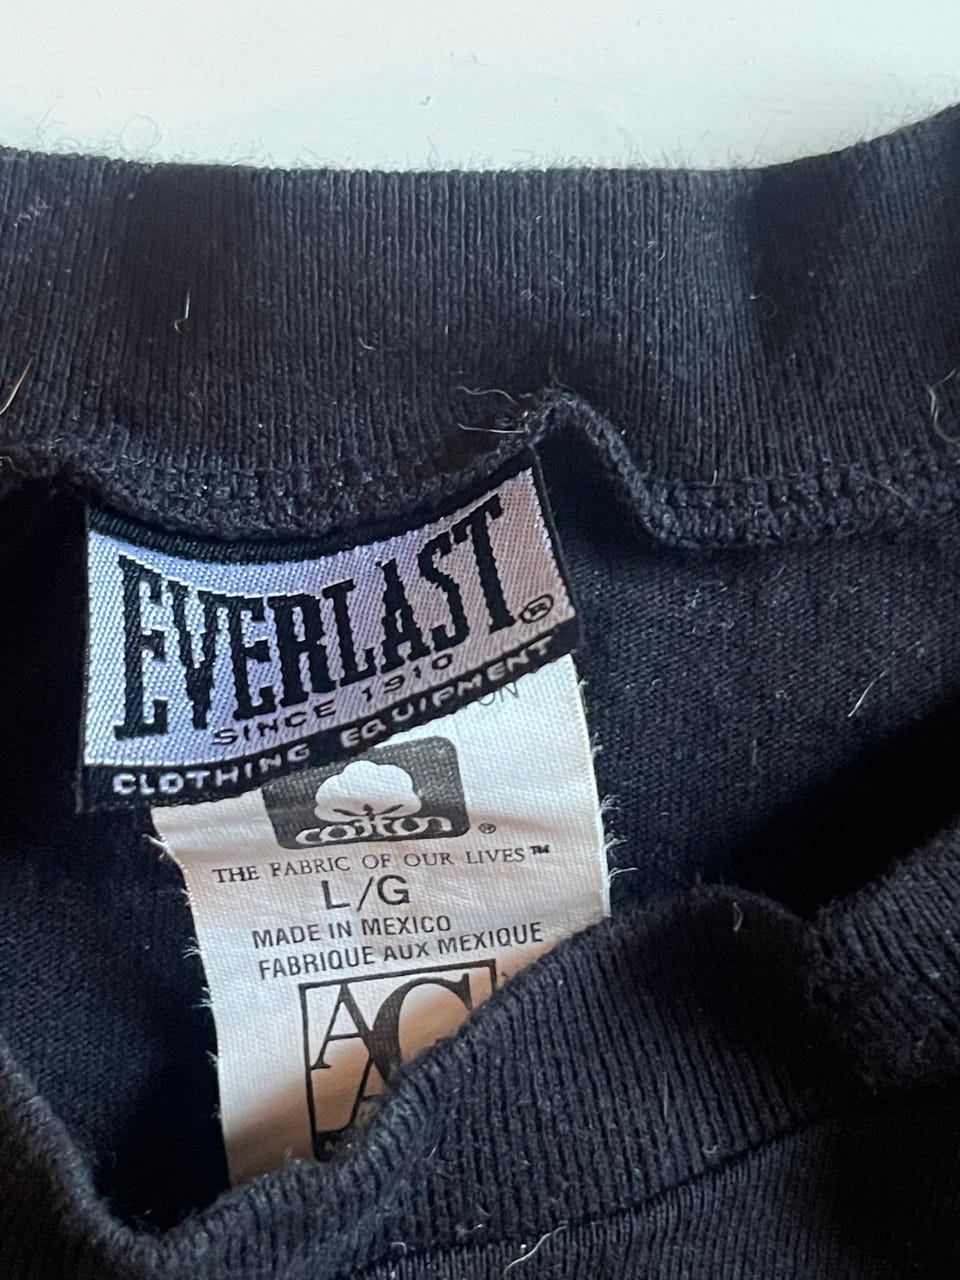 EVERLAST®
SINCE 1910
CLOTHING EQUIPMENT
cotton®
THE FABRIC OF OUR LIVES™
L/G
MADE IN MEXICO
FABRIQUE AUX MEXIQUE